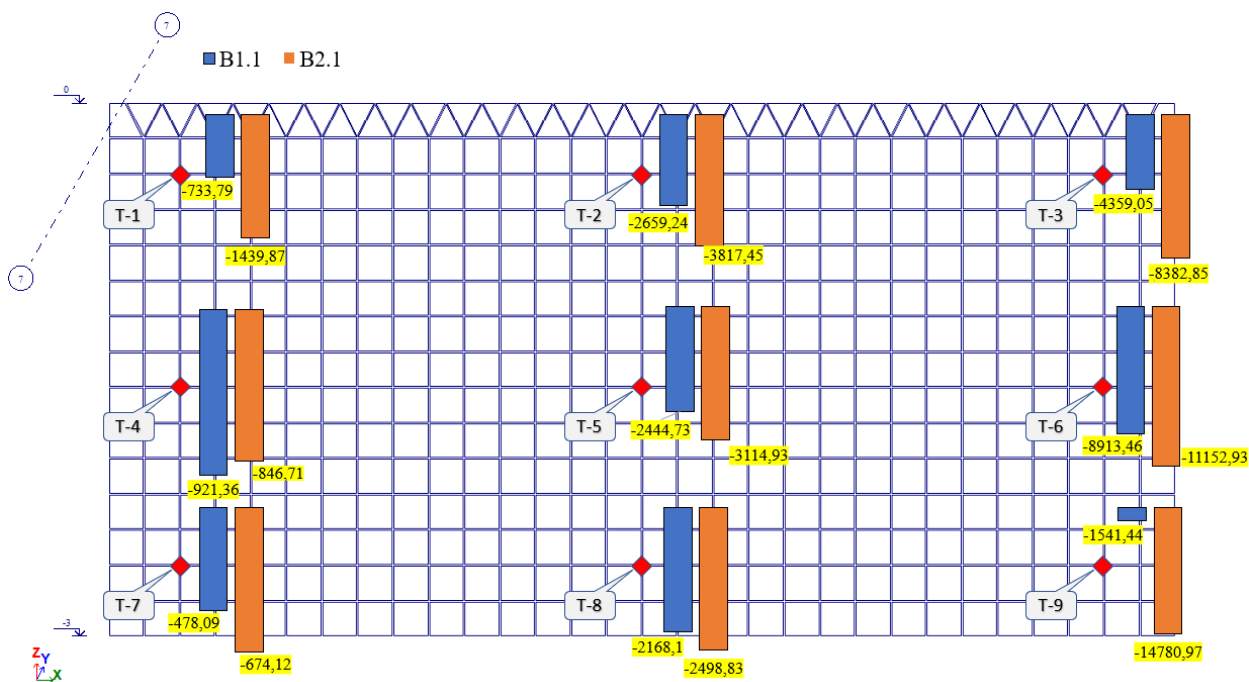 7
B1.1 B2.1
0
-733,79
-2659,24
-4359,05
T-1
T-2
T-3
-1439,87
-3817,45
-8382,85
T-4
T-5
T-6
-2444,73
-8913,46
-846,71
-3114,93
-11152,93
-921,36
7
-1541,44
T-7
T-8
T-9
-478,09
-3
-2168,1
-674,12
-2498,83
-14780,97
Z
Y
X